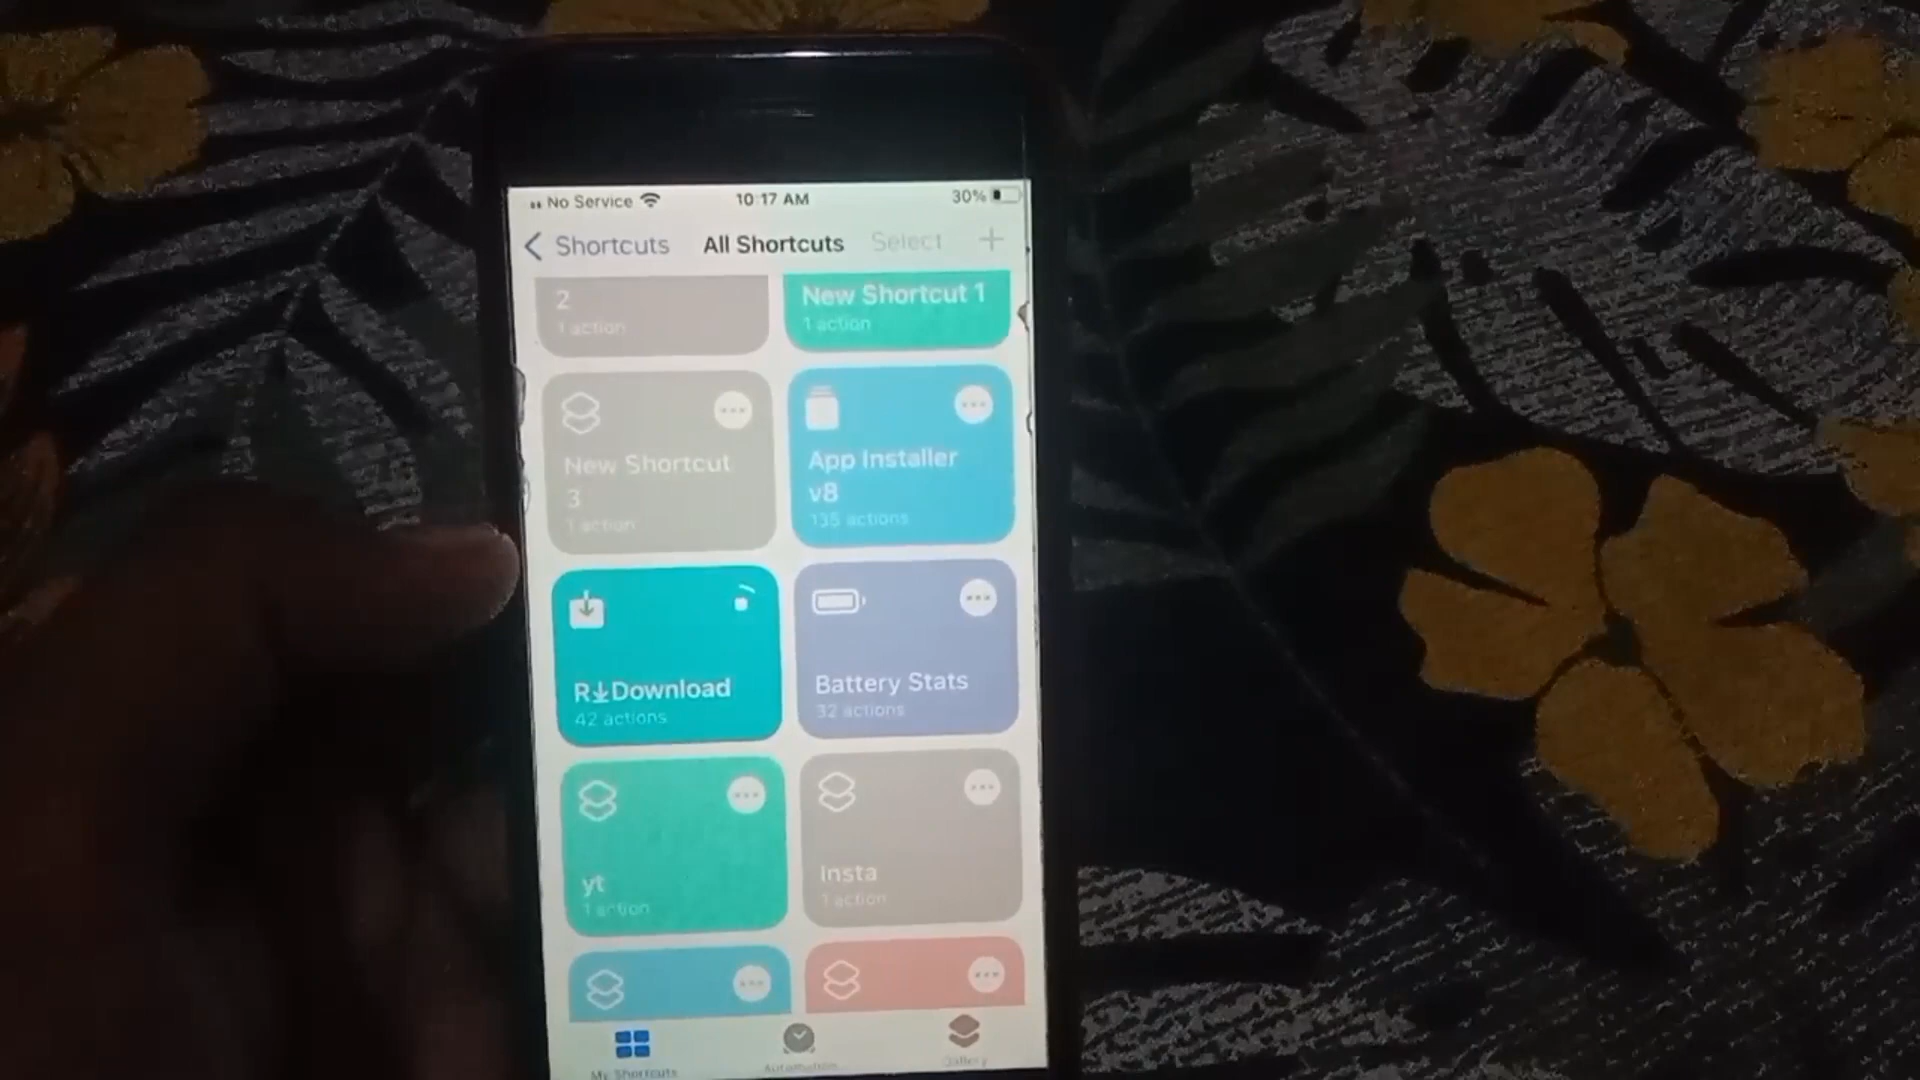 No Service 10:17 AM 30%
Shortcuts All Shortcuts Select +
2
1 action
New Shortcut 1
1 action
New Shortcut
3
1 action
App Installer
v8
135 actions
R↓Download
42 actions
Battery Stats
32 actions
yt
1 action
Insta
1 action
My Shortcuts Automation Gallery